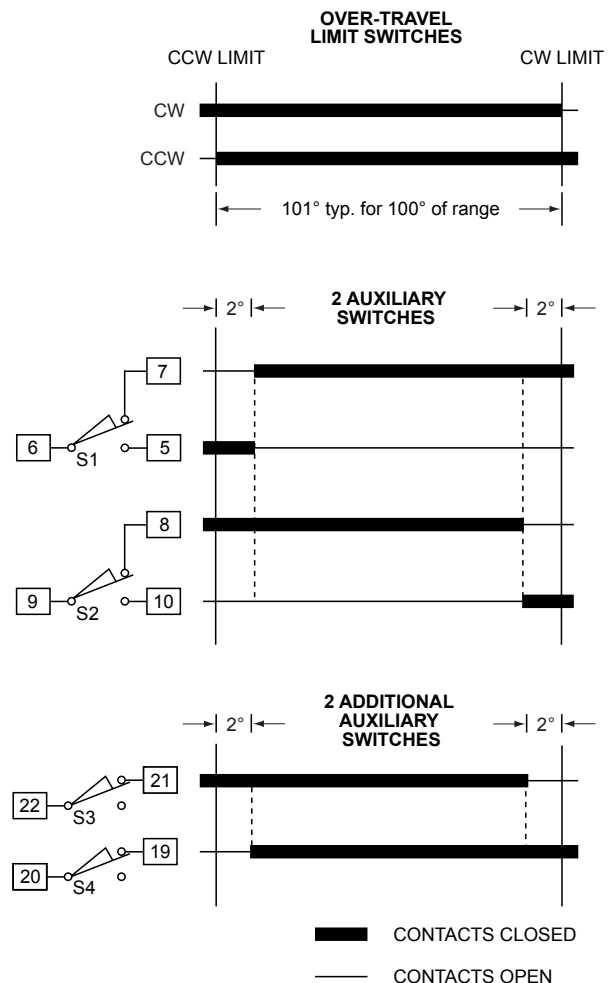 OVER-TRAVEL
LIMIT SWITCHES
CCW LIMIT
CW LIMIT
CW
CCW
101° typ. for 100° of range
2°
2 AUXILIARY
SWITCHES
2°
7
6
S1
5
8
9
S2
10
2°
2 ADDITIONAL
AUXILIARY
SWITCHES
2°
21
22
S3
19
20
S4
CONTACTS CLOSED
CONTACTS OPEN